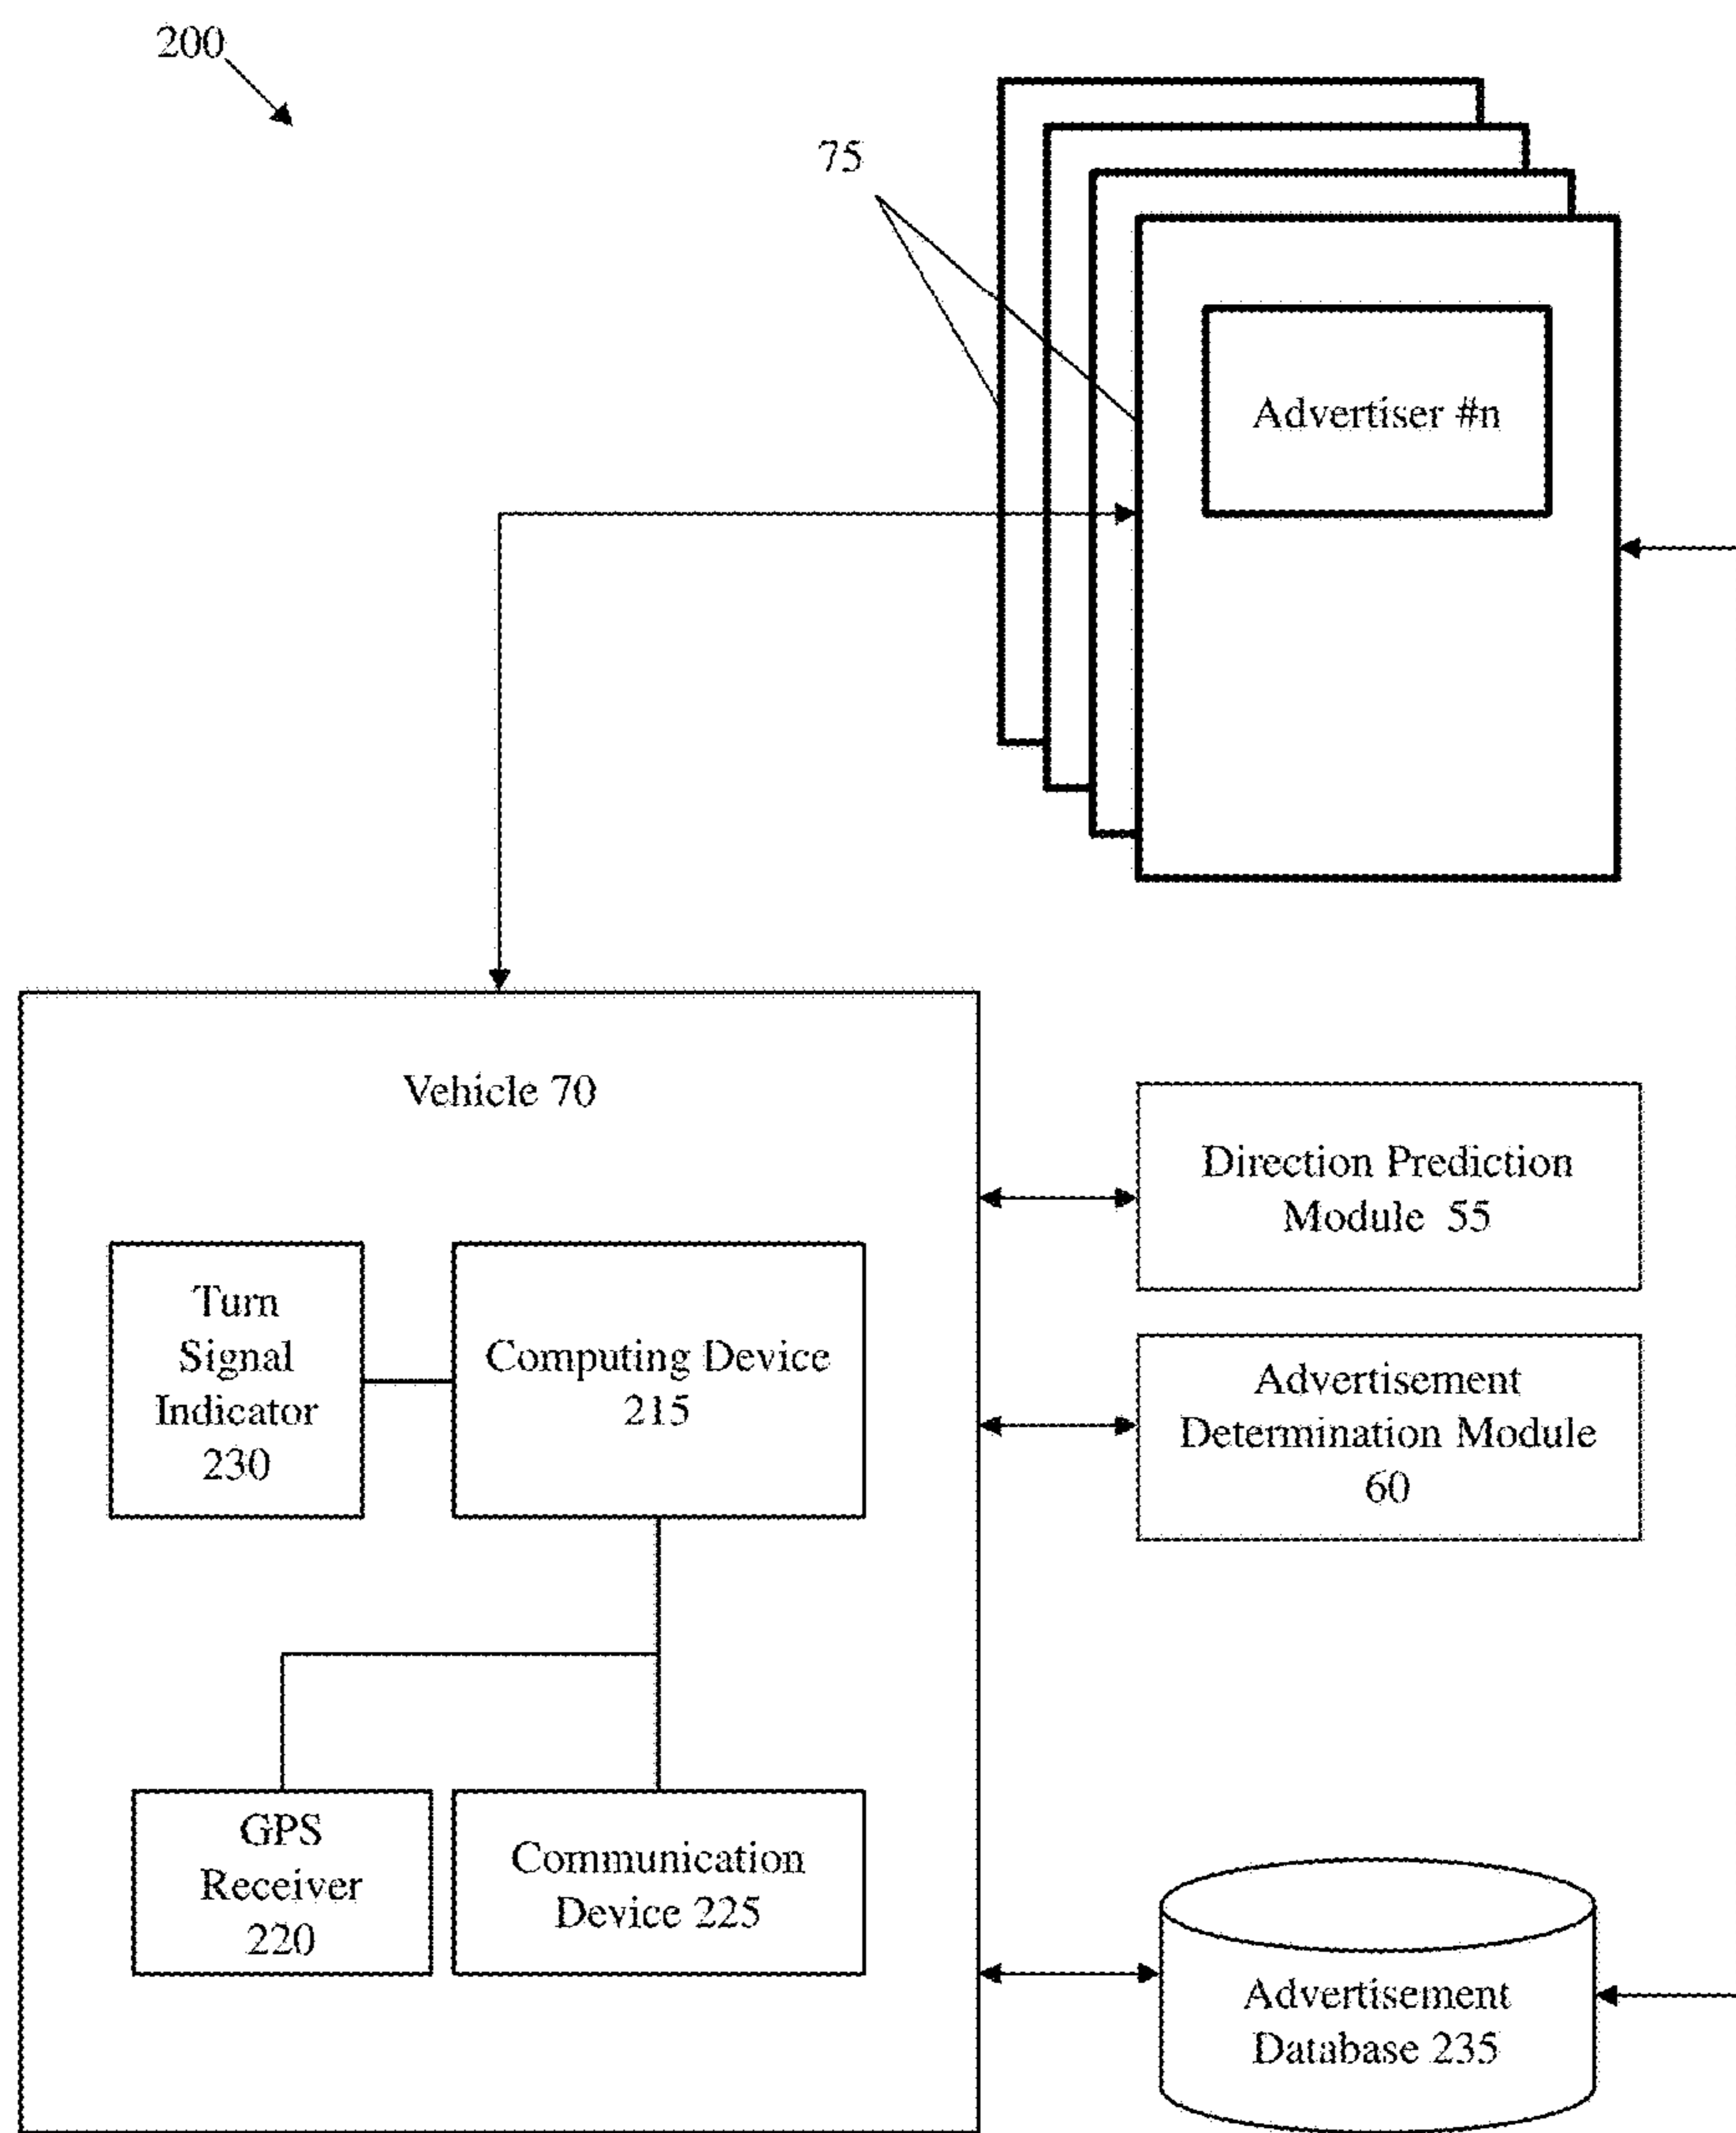 200
75
Advertiser #n
Vehicle 70
Direction Prediction
Module 55
Turn
Signal
Indicator
230
Computing Device
215
Advertisement
Determination Module
60
GPS
Receiver
220
Communication
Device 225
Advertisement
Database 235